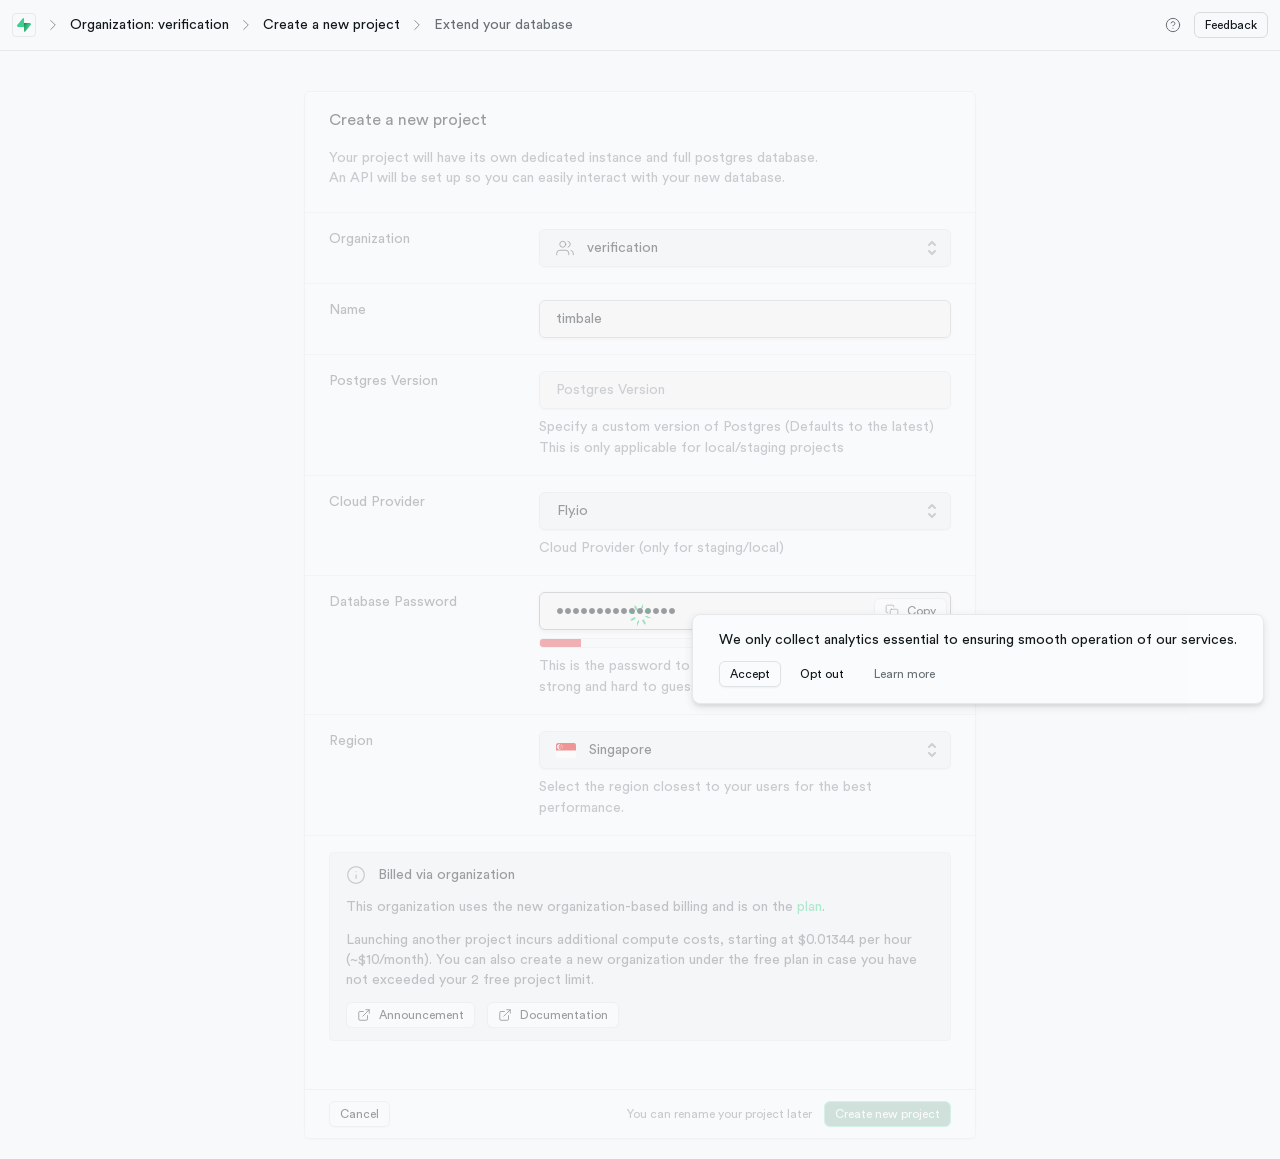 Organization: verification
Create a new project
Extend your database
Feedback
Create a new project
Your project will have its own dedicated instance and full postgres database.
An API will be set up so you can easily interact with your new database.
Organization
verification
Name
timbale
Postgres Version
Postgres Version
Specify a custom version of Postgres (Defaults to the latest)
This is only applicable for local/staging projects
Cloud Provider
Fly.io
Cloud Provider (only for staging/local)
Database Password
Copy
This is the password to
strong and hard to gues
We only collect analytics essential to ensuring smooth operation of our services.
Accept
Opt out
Learn more
Region
Singapore
Select the region closest to your users for the best
performance.
Billed via organization
This organization uses the new organization-based billing and is on the plan.
Launching another project incurs additional compute costs, starting at $0.01344 per hour
(~$10/month). You can also create a new organization under the free plan in case you have
not exceeded your 2 free project limit.
Announcement
Documentation
Cancel
You can rename your project later
Create new project